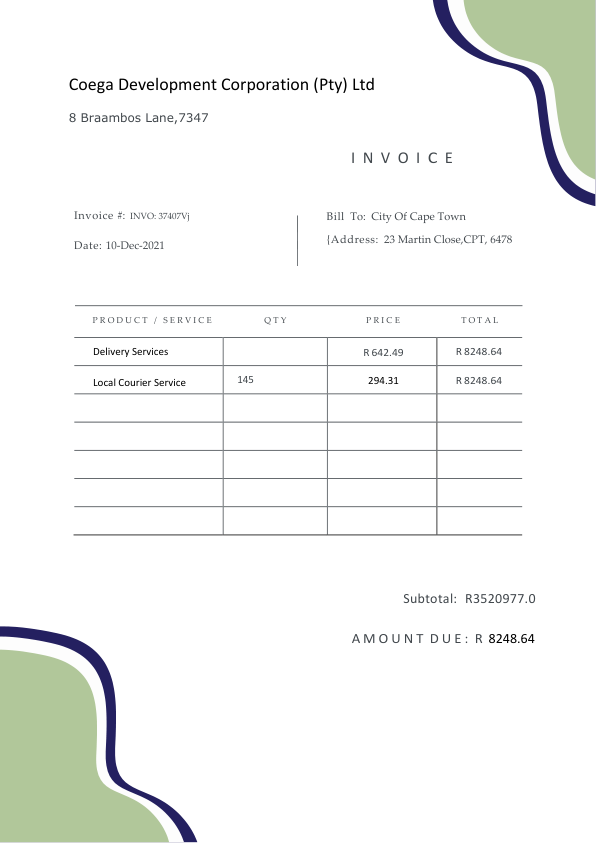 Coega Development Corporation (Pty) Ltd
8 Braambos Lane,7347
INVOICE
Invoice #: INVO: 37407Vj
Bill To: City Of Cape Town
Date: 10-Dec-2021
{Address: 23 Martin Close,CPT, 6478
PRODUCT / SERVICE QTY PRICE TOTAL
Delivery Services R 642.49 R 8248.64
Local Courier Service 145 294.31 R 8248.64
Subtotal: R3520977.0
AMOUNT DUE: R 8248.64